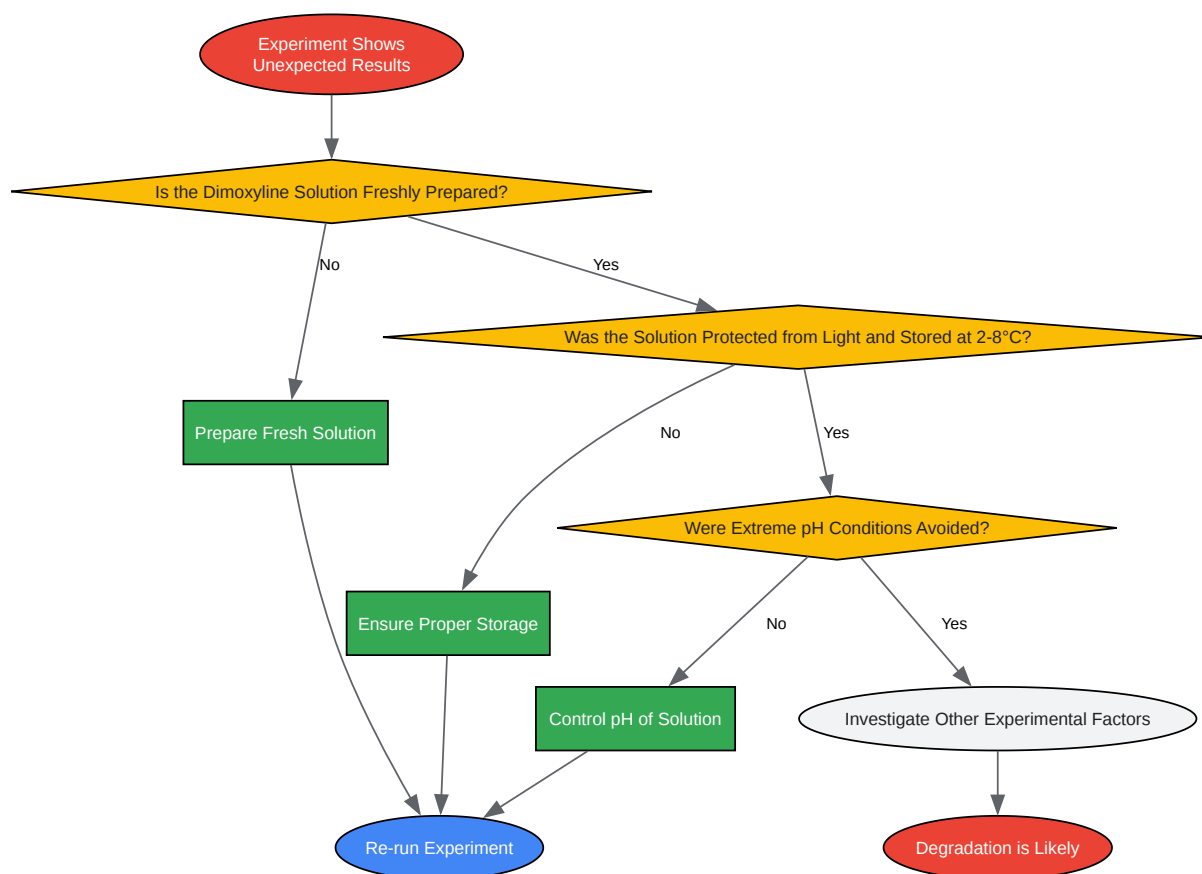 Experiment Shows
Unexpected Results
Is the Dimoxyline Solution Freshly Prepared?
No
Yes
Was the Solution Protected from Light and Stored at 2-8°C?
Prepare Fresh Solution
No
Yes
Were Extreme pH Conditions Avoided?
Ensure Proper Storage
No
Yes
Control pH of Solution
Investigate Other Experimental Factors
Re-run Experiment
Degradation is Likely